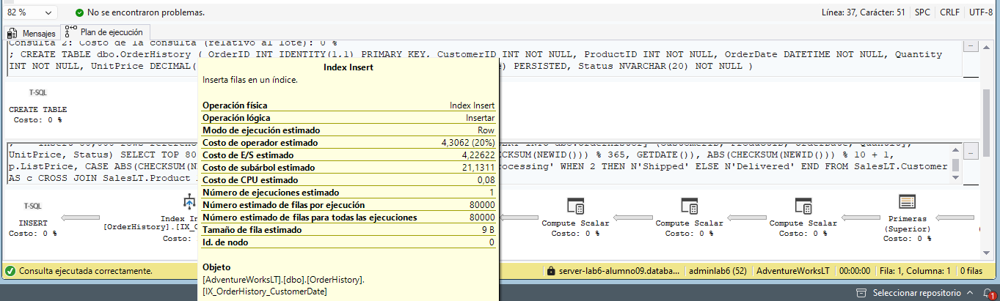 82 %
No se encontraron problemas.
Línea: 37, Carácter: 51 SPC CRLF UTF-8
Mensajes Plan de ejecución
Consulta 2: Costo de la consulta (relativo al lote): 0 %
; CREATE TABLE dbo.OrderHistory ( OrderID INT IDENTITY(1,1) PRIMARY KEY, CustomerID INT NOT NULL, ProductID INT NOT NULL, OrderDate DATETIME NOT NULL, Quantity
INT NOT NULL, UnitPrice DECIMAL( ) PERSISTED, Status NVARCHAR(20) NOT NULL )
T-SQL
CREATE TABLE
Costo: 0 %
Index Insert
Inserta filas en un índice.
Operación física Index Insert
Operación lógica Insertar
Modo de ejecución estimado Row
Costo de operador estimado 4,3062 (20%)
Costo de E/S estimado 4,22622
Costo de subárbol estimado 21,1311
Costo de CPU estimado 0,08
Número de ejecuciones estimado 1
Número estimado de filas por ejecución 80000
Número estimado de filas para todas las ejecuciones 80000
Tamaño de fila estimado 9 B
Id. de nodo 0
Objeto
[AdventureWorksLT].[dbo].[OrderHistory].
[IX_OrderHistory_CustomerDate]
UnitPrice, Status) SELECT TOP 80 CKSUM(NEWID())) % 365, GETDATE()), ABS(CHECKSUM(NEWID())) % 10 + 1,
p.ListPrice, CASE ABS(CHECKSUM( rocessing' WHEN 2 THEN N'Shipped' ELSE N'Delivered' END FROM SalesLT.Customer
AS c CROSS JOIN SalesLT.Product
T-SQL
INSERT
Costo: 0 %
Index In
[OrderHistory].[IX_O
Costo:
Compute Scalar
Costo: 0 %
Compute Scalar
Costo: 0 %
Compute Scalar
Costo: 0 %
Primeras
(Superior)
Costo: 0 %
Consulta ejecutada correctamente.
server-lab6-alumno09.databa... adminlab6 (52) AdventureWorksLT 00:00:00 Fila: 1, Columna: 1 0 filas
Seleccionar repositorio
1